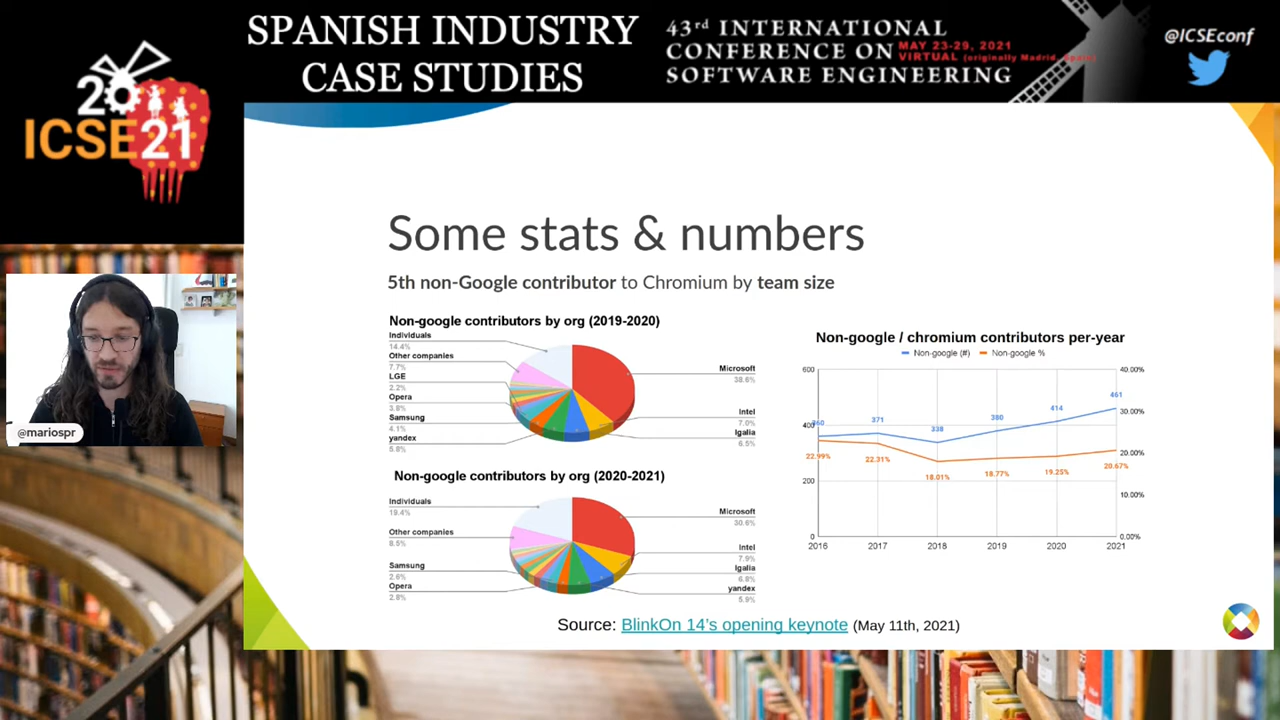 SPANISH INDUSTRY
CASE STUDIES
43rd INTERNATIONAL
CONFERENCE ON MAY 23-29, 2021
VIRTUAL (originally Madrid, Spain)
SOFTWARE ENGINEERING
@ICSEconf
20
ICSE21
@mariospr
Some stats & numbers
5th non-Google contributor to Chromium by team size
Non-google contributors by org (2019-2020)
Individuals
14.4%
Other companies
7.7%
LGE
2.2%
Opera
3.8%
Samsung
4.1%
yandex
5.8%
Microsoft
38.6%
Intel
7.0%
Igalia
6.5%
Non-google contributors by org (2020-2021)
Individuals
19.4%
Other companies
8.5%
Samsung
2.6%
Opera
2.8%
Microsoft
30.6%
Intel
7.9%
Igalia
6.8%
yandex
5.9%
Non-google / chromium contributors per-year
Non-google (#) Non-google %
600
400
200
0
40.00%
30.00%
20.00%
10.00%
0.00%
360
371
338
380
414
461
22.99%
22.31%
18.01%
18.77%
19.25%
20.67%
2016 2017 2018 2019 2020 2021
Source: BlinkOn 14's opening keynote (May 11th, 2021)